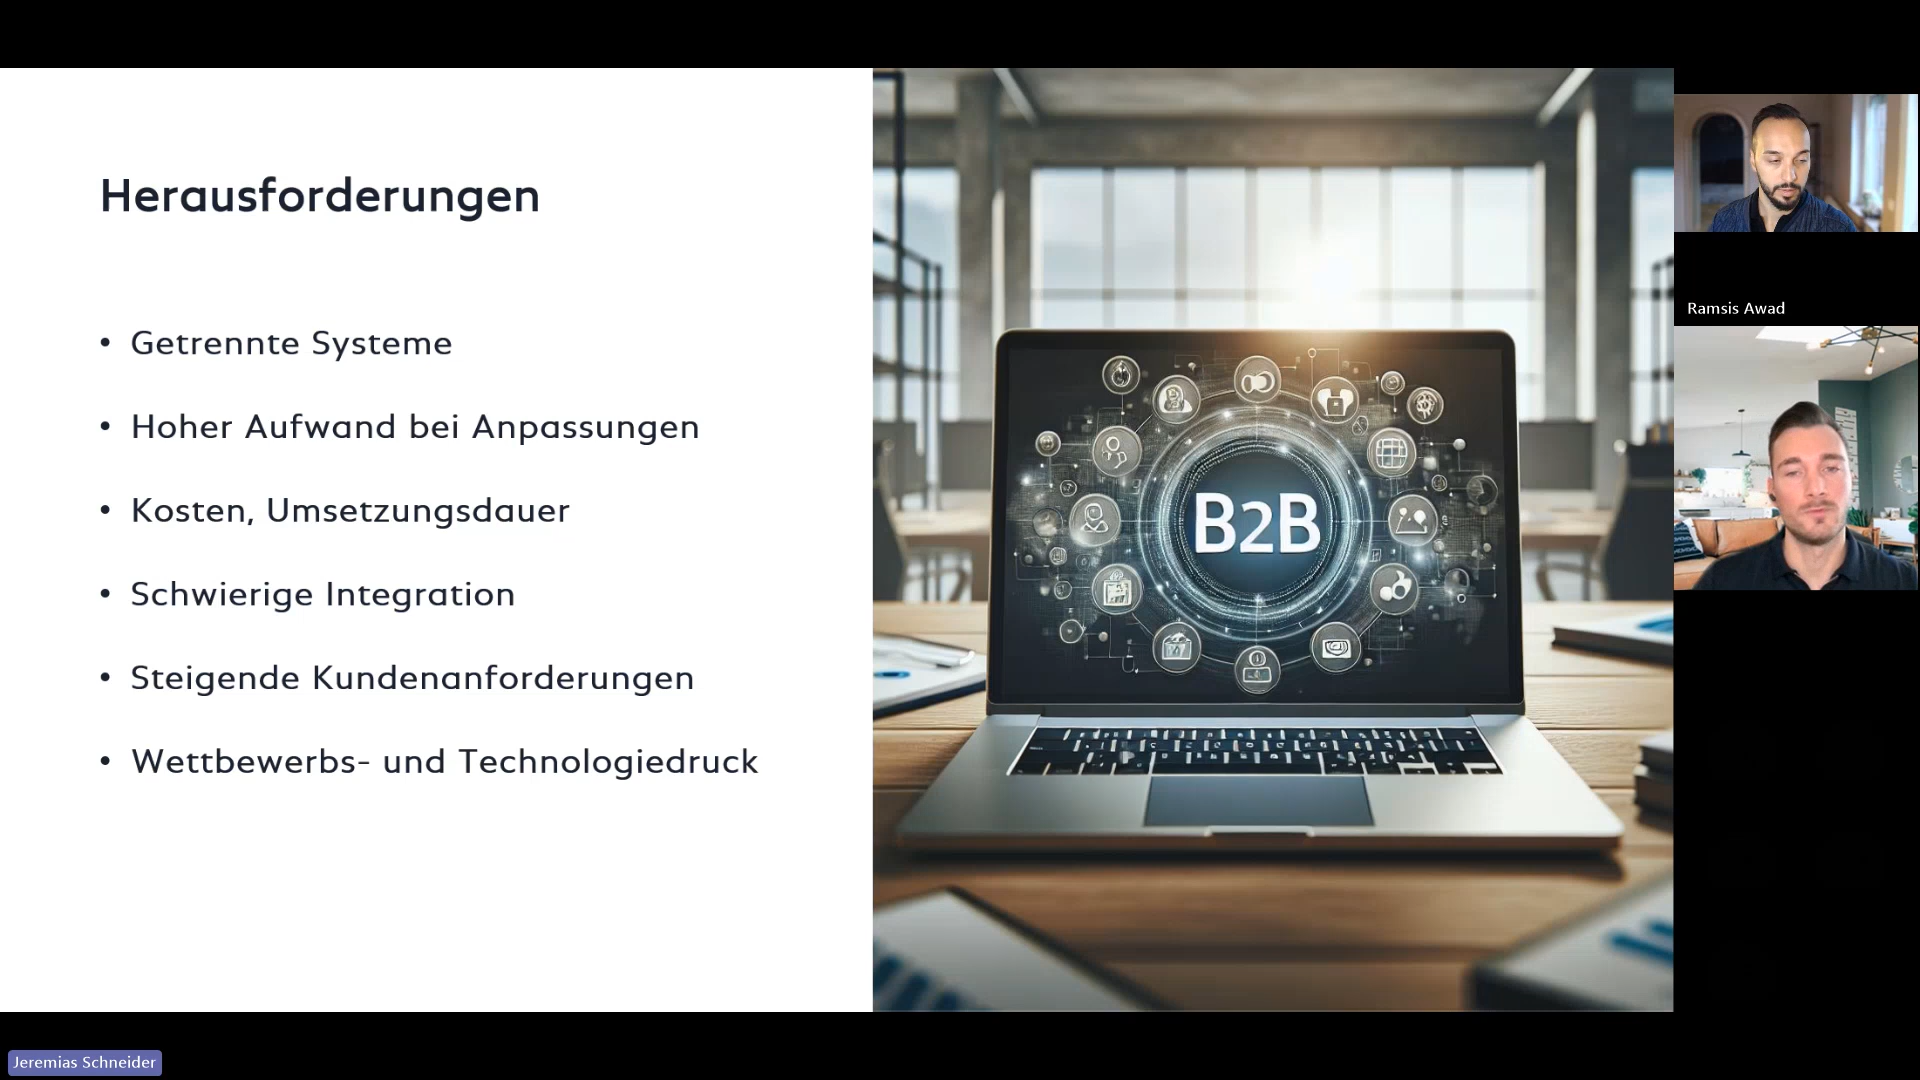 Herausforderungen
• Getrennte Systeme
• Hoher Aufwand bei Anpassungen
• Kosten, Umsetzungsdauer
• Schwierige Integration
• Steigende Kundenanforderungen
• Wettbewerbs- und Technologiedruck
B2B
Ramsis Awad
Jeremias Schneider